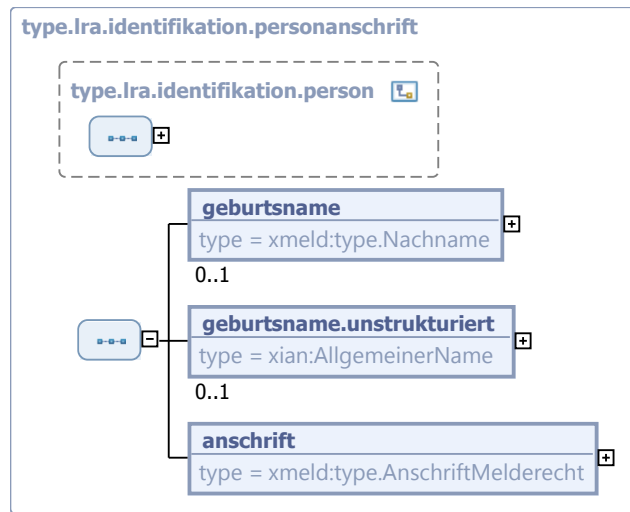 type.lra.identifikation.personanschrift
type.lra.identifikation.person
geburtsname
type = xmeld:type.Nachname
0..1
geburtsname.unstrukturiert
type = xian:AllgemeinerName
0..1
anschrift
type = xmeld:type.AnschriftMelderecht